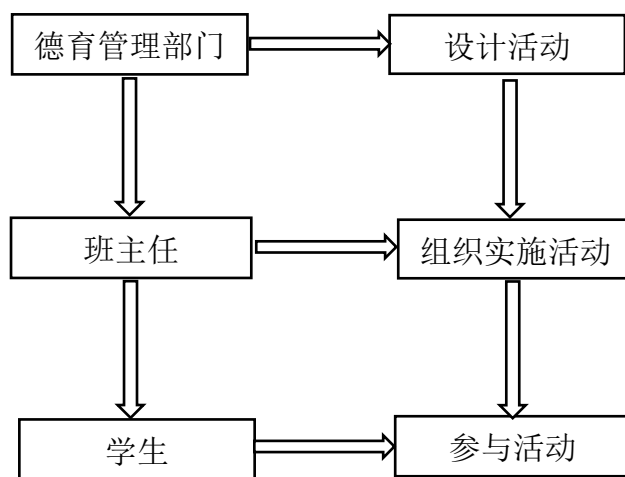 德育管理部门
设计活动
班主任
组织实施活动
学生
参与活动